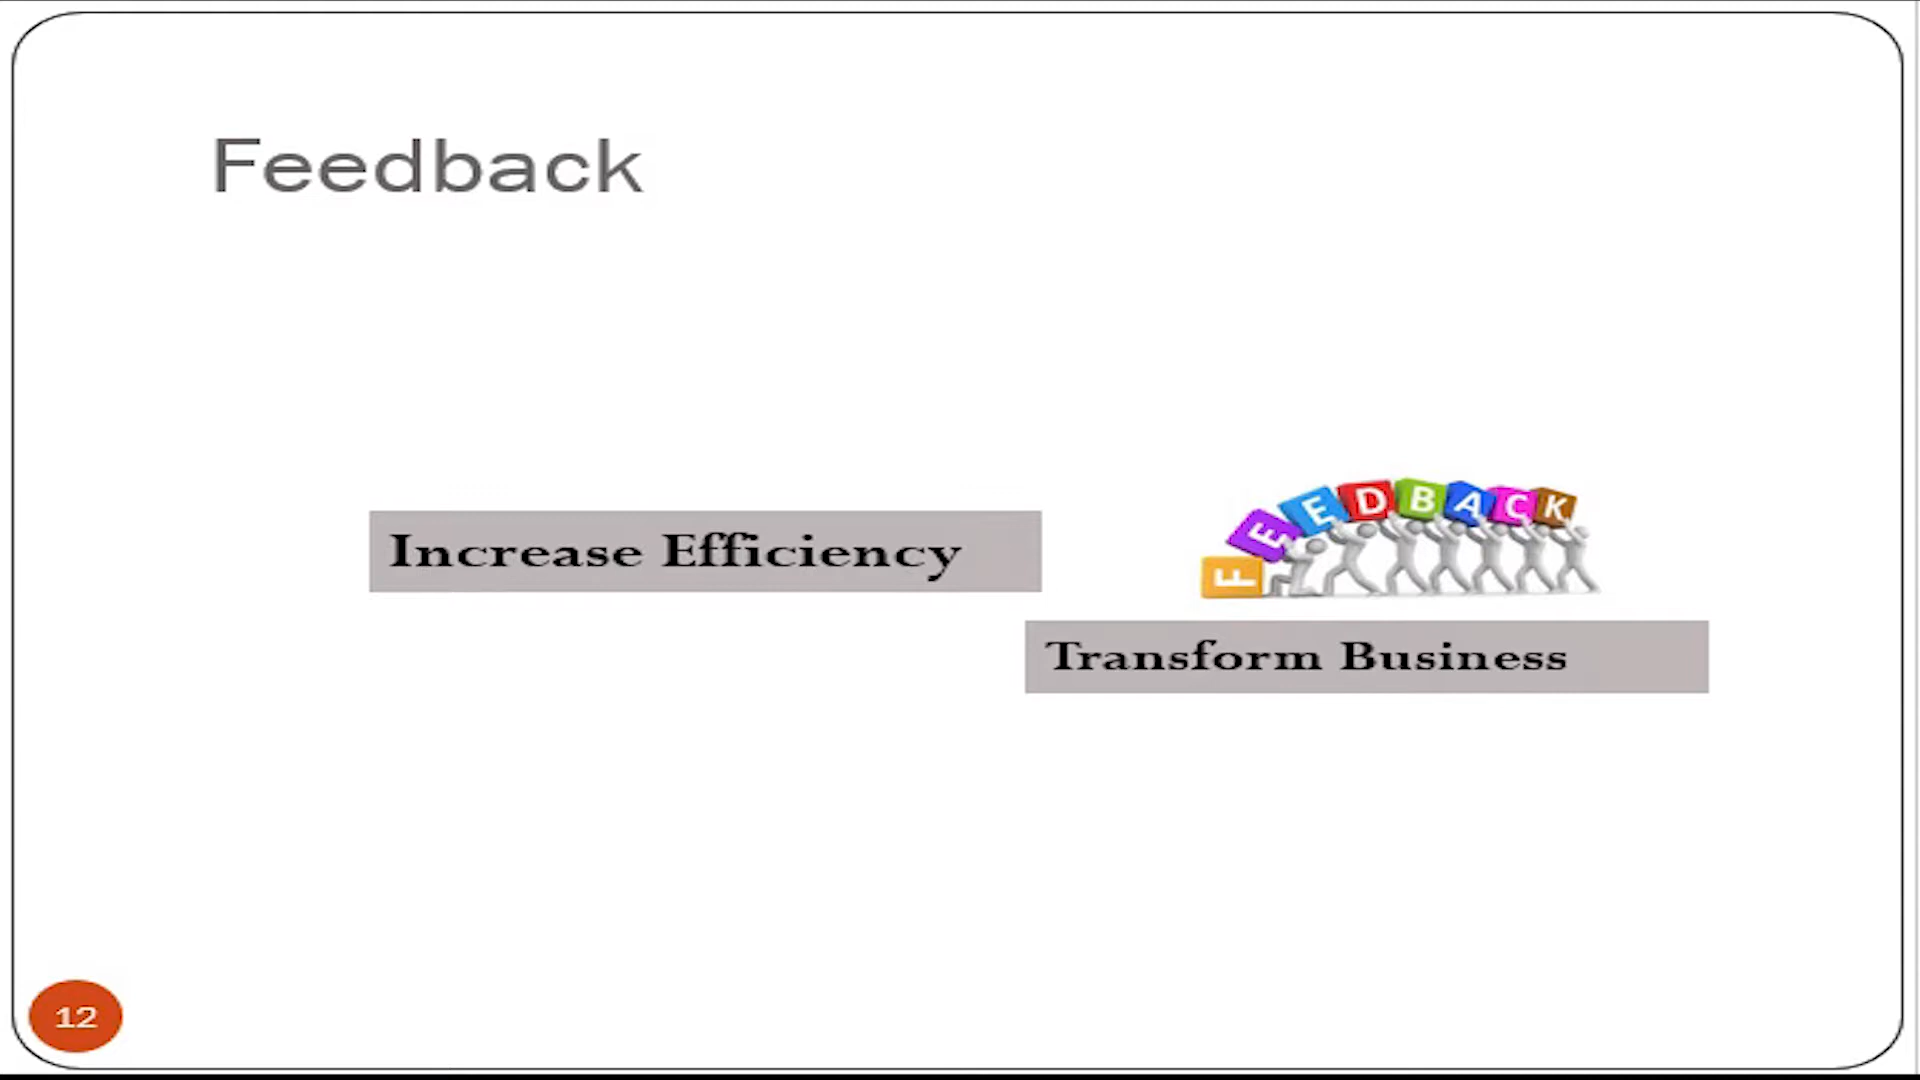 Feedback
FEEDBACK
Increase Efficiency
Transform Business
12